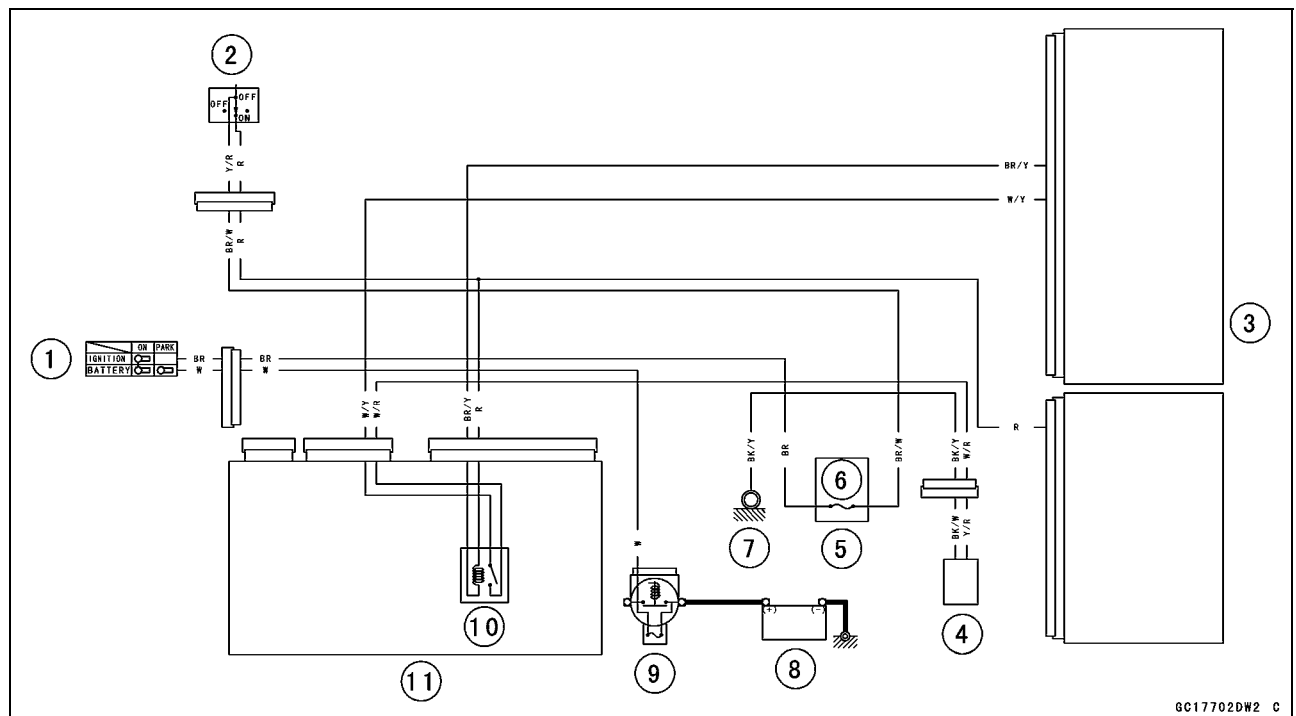 2
OFF
OFF
ON
Y/R
R
BR/W
R
BR/Y
W/Y
3
1
ON PARK
IGNITION
BATTERY
BR
W
BR
W
W/Y
W/R
BR/Y
R
BK/Y
BR
BR/W
BK/Y
W/R
R
6
7
5
BK/W
Y/R
W
4
(+)
(-)
10
9
8
11
GC17702DW2 C